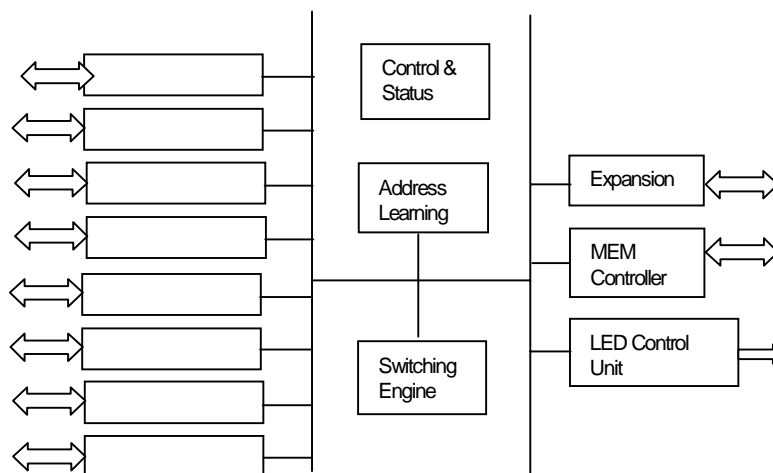 Control &
Status
Address
Learning
Switching
Engine
Expansion
MEM
Controller
LED Control
Unit